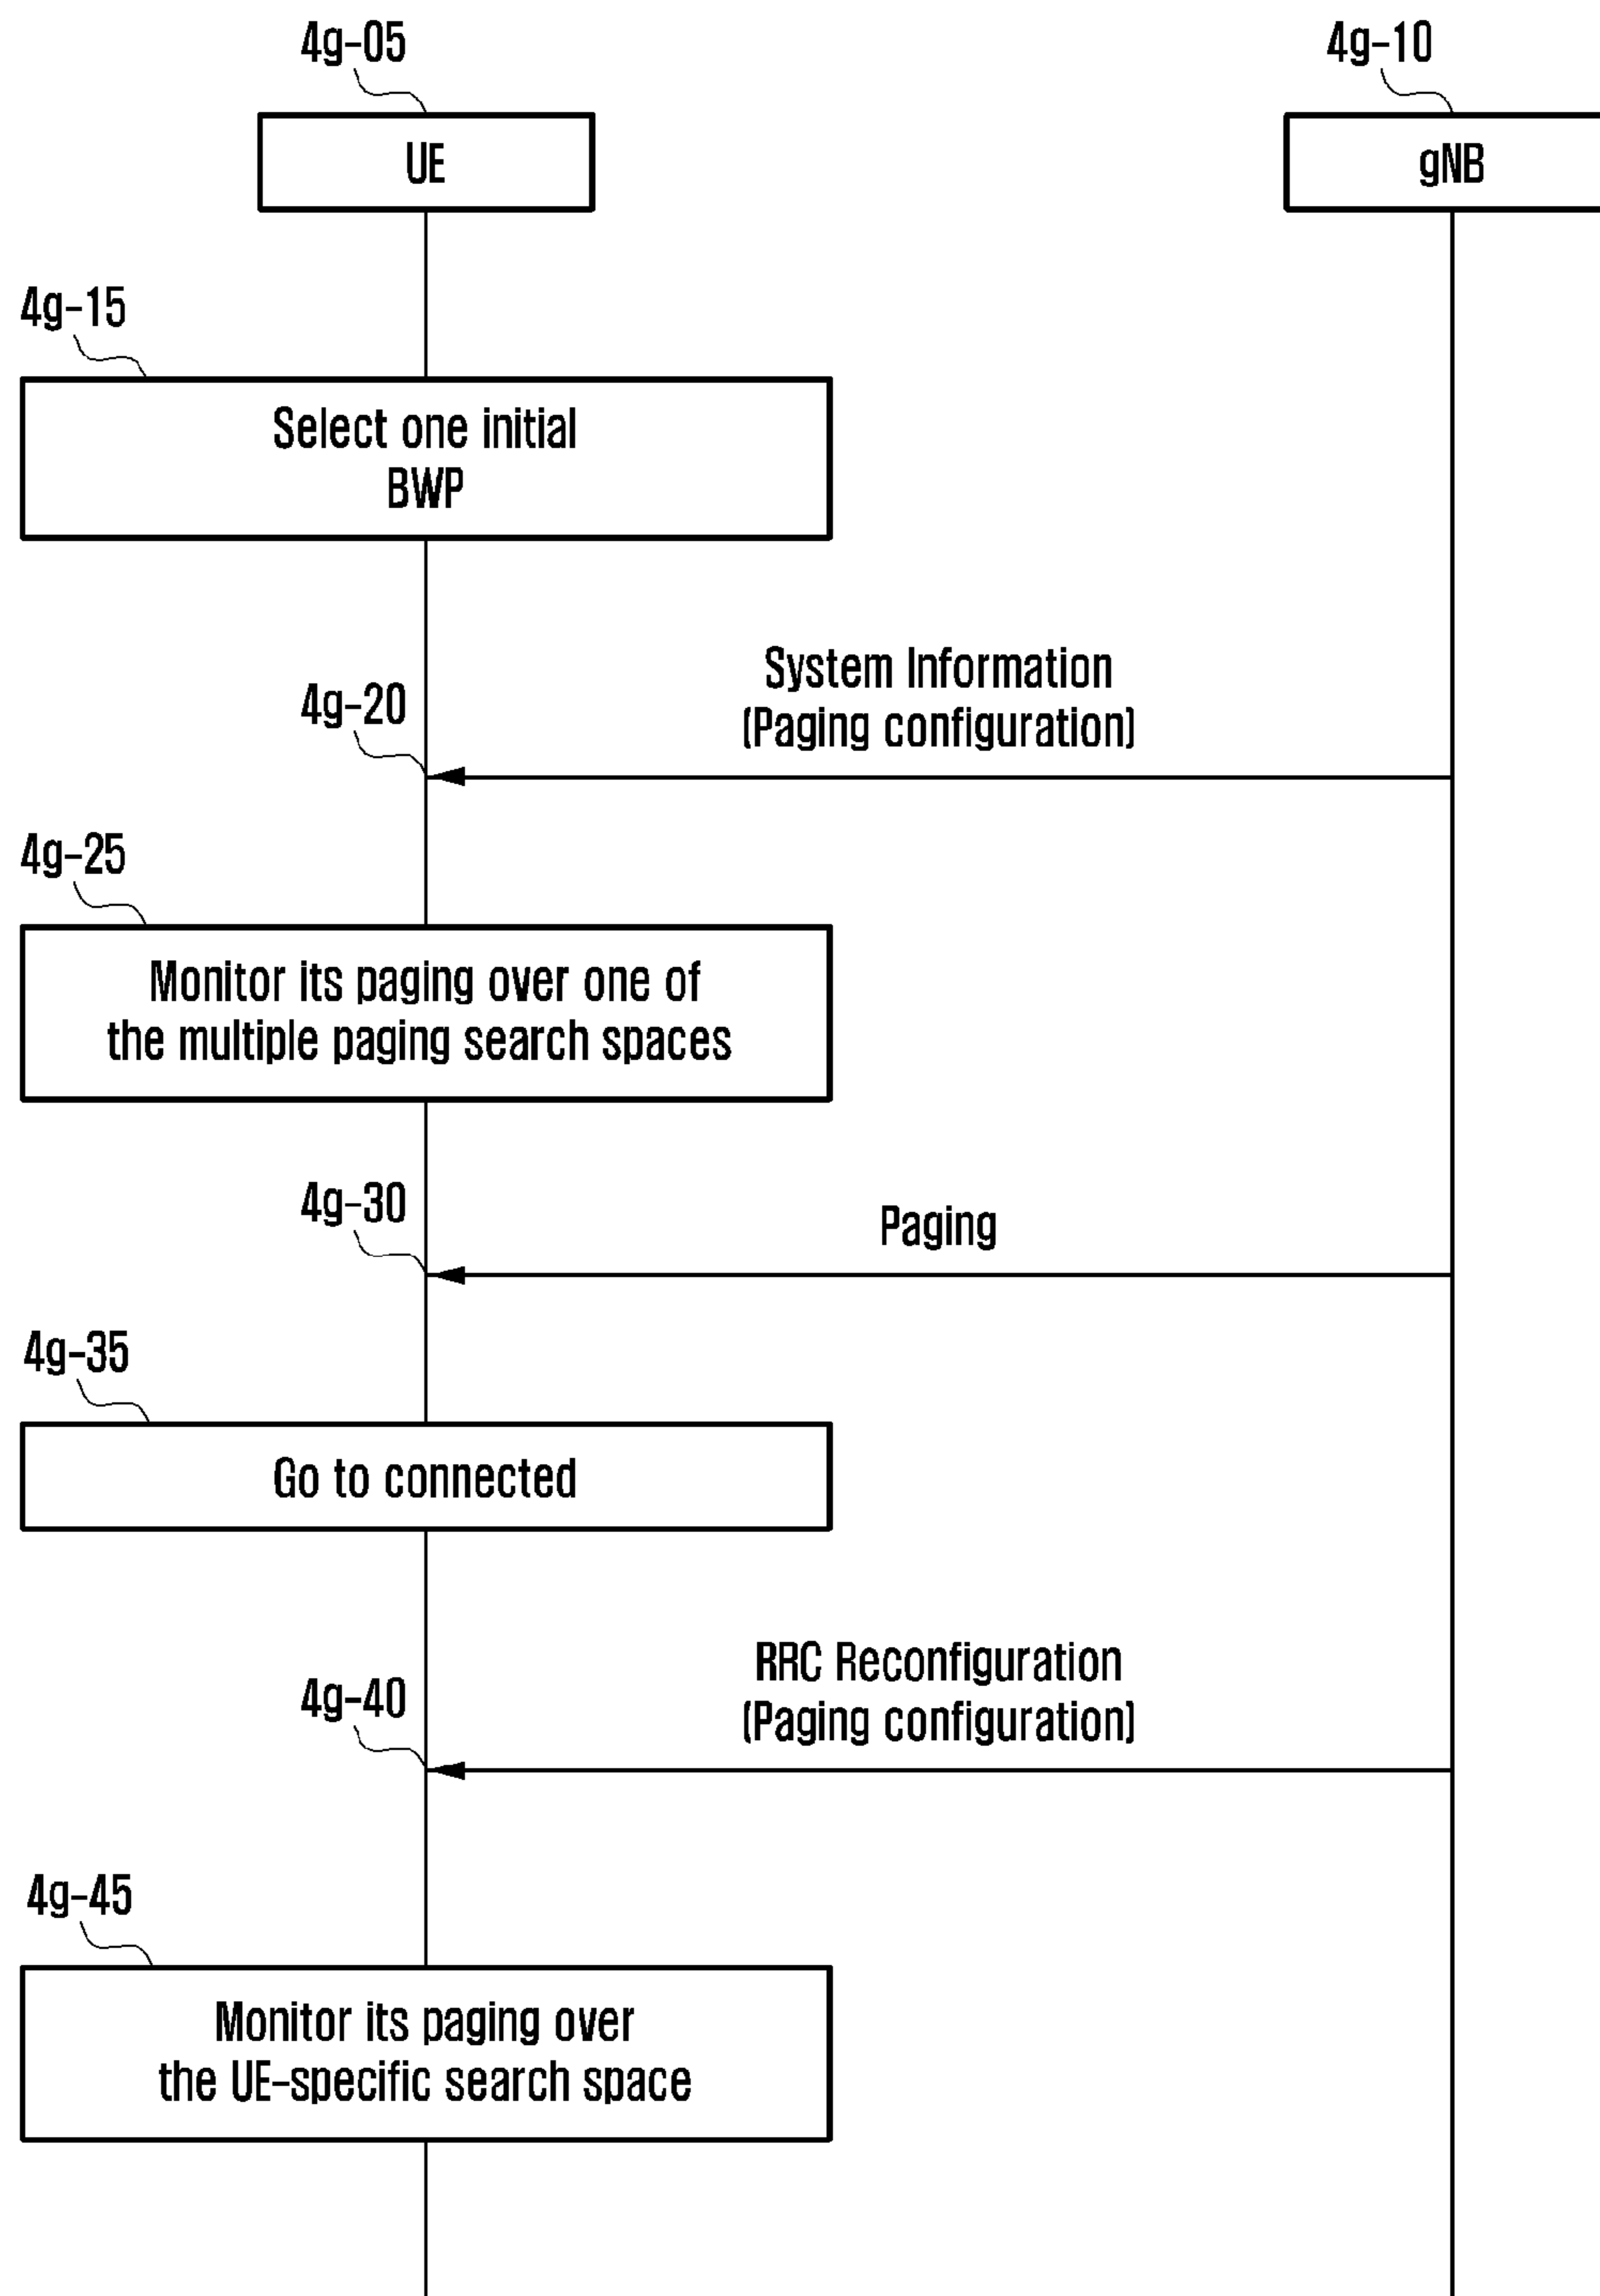 4g-05
4g-10
UE
gNB
4g-15
Select one initial
BWP
System Information
(Paging configuration)
4g-20
4g-25
Monitor its paging over one of
the multiple paging search spaces
4g-30
Paging
4g-35
Go to connected
RRC Reconfiguration
(Paging configuration)
4g-40
4g-45
Monitor its paging over
the UE-specific search space